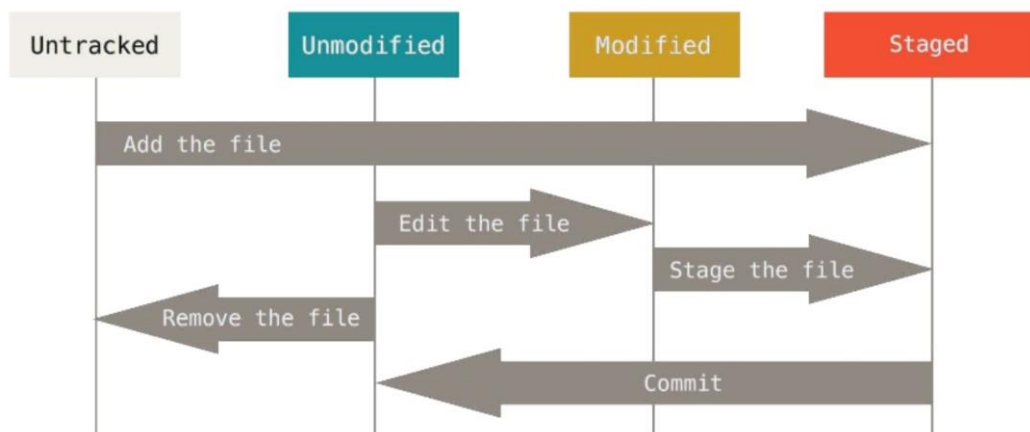 Untracked
Unmodified
Modified
Staged
Add the file
Edit the file
Stage the file
Remove the file
Commit